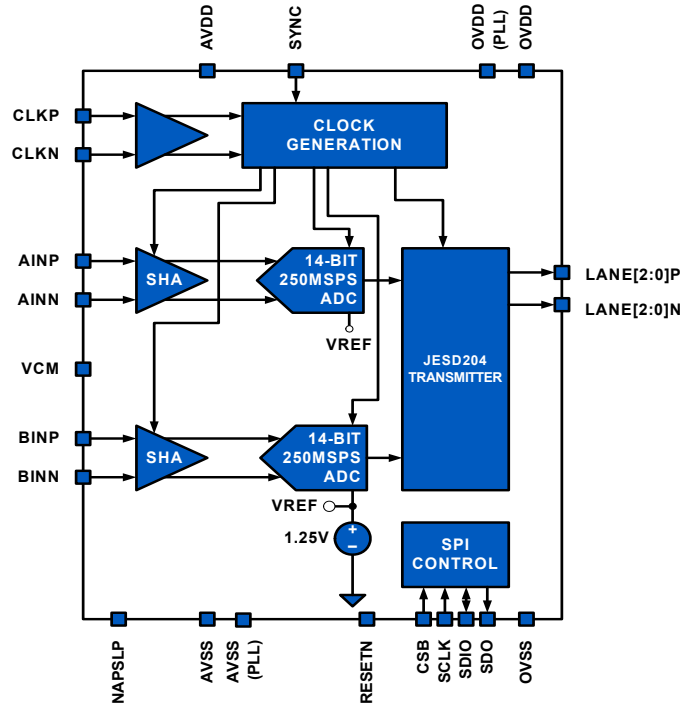 AVDD
SYNC
OVDD
(PLL)
OVDD
CLKP
CLKN
CLOCK
GENERATION
AINP
AINN
SHA
14-BIT
250MSPS
ADC
VREF
LANE[2:0]P
LANE[2:0]N
JESD204
TRANSMITTER
VCM
BINP
BINN
SHA
14-BIT
250MSPS
ADC
VREF
1.25V
+
–
SPI
CONTROL
NAPSLP
AVSS
AVSS
(PLL)
RESETN
CSB
SCLK
SDIO
SDO
OVSS